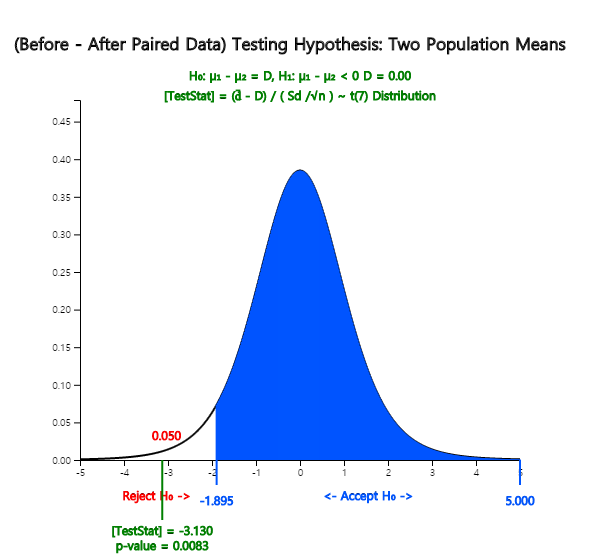 (Before - After Paired Data) Testing Hypothesis: Two Population Means
H₀: μ₁ - μ₂ = D, H₁: μ₁ - μ₂ < 0 D = 0.00
[TestStat] = (d̄ - D) / ( Sd /√n ) ~ t(7) Distribution
0.45
0.40
0.35
0.30
0.25
0.20
0.15
0.10
0.05
0.050
0.00
-5 -4 -3 -2 -1 0 1 2 3 4 5
Reject H₀ -> -1.895 <- Accept H₀ -> 5.000
[TestStat] = -3.130
p-value = 0.0083